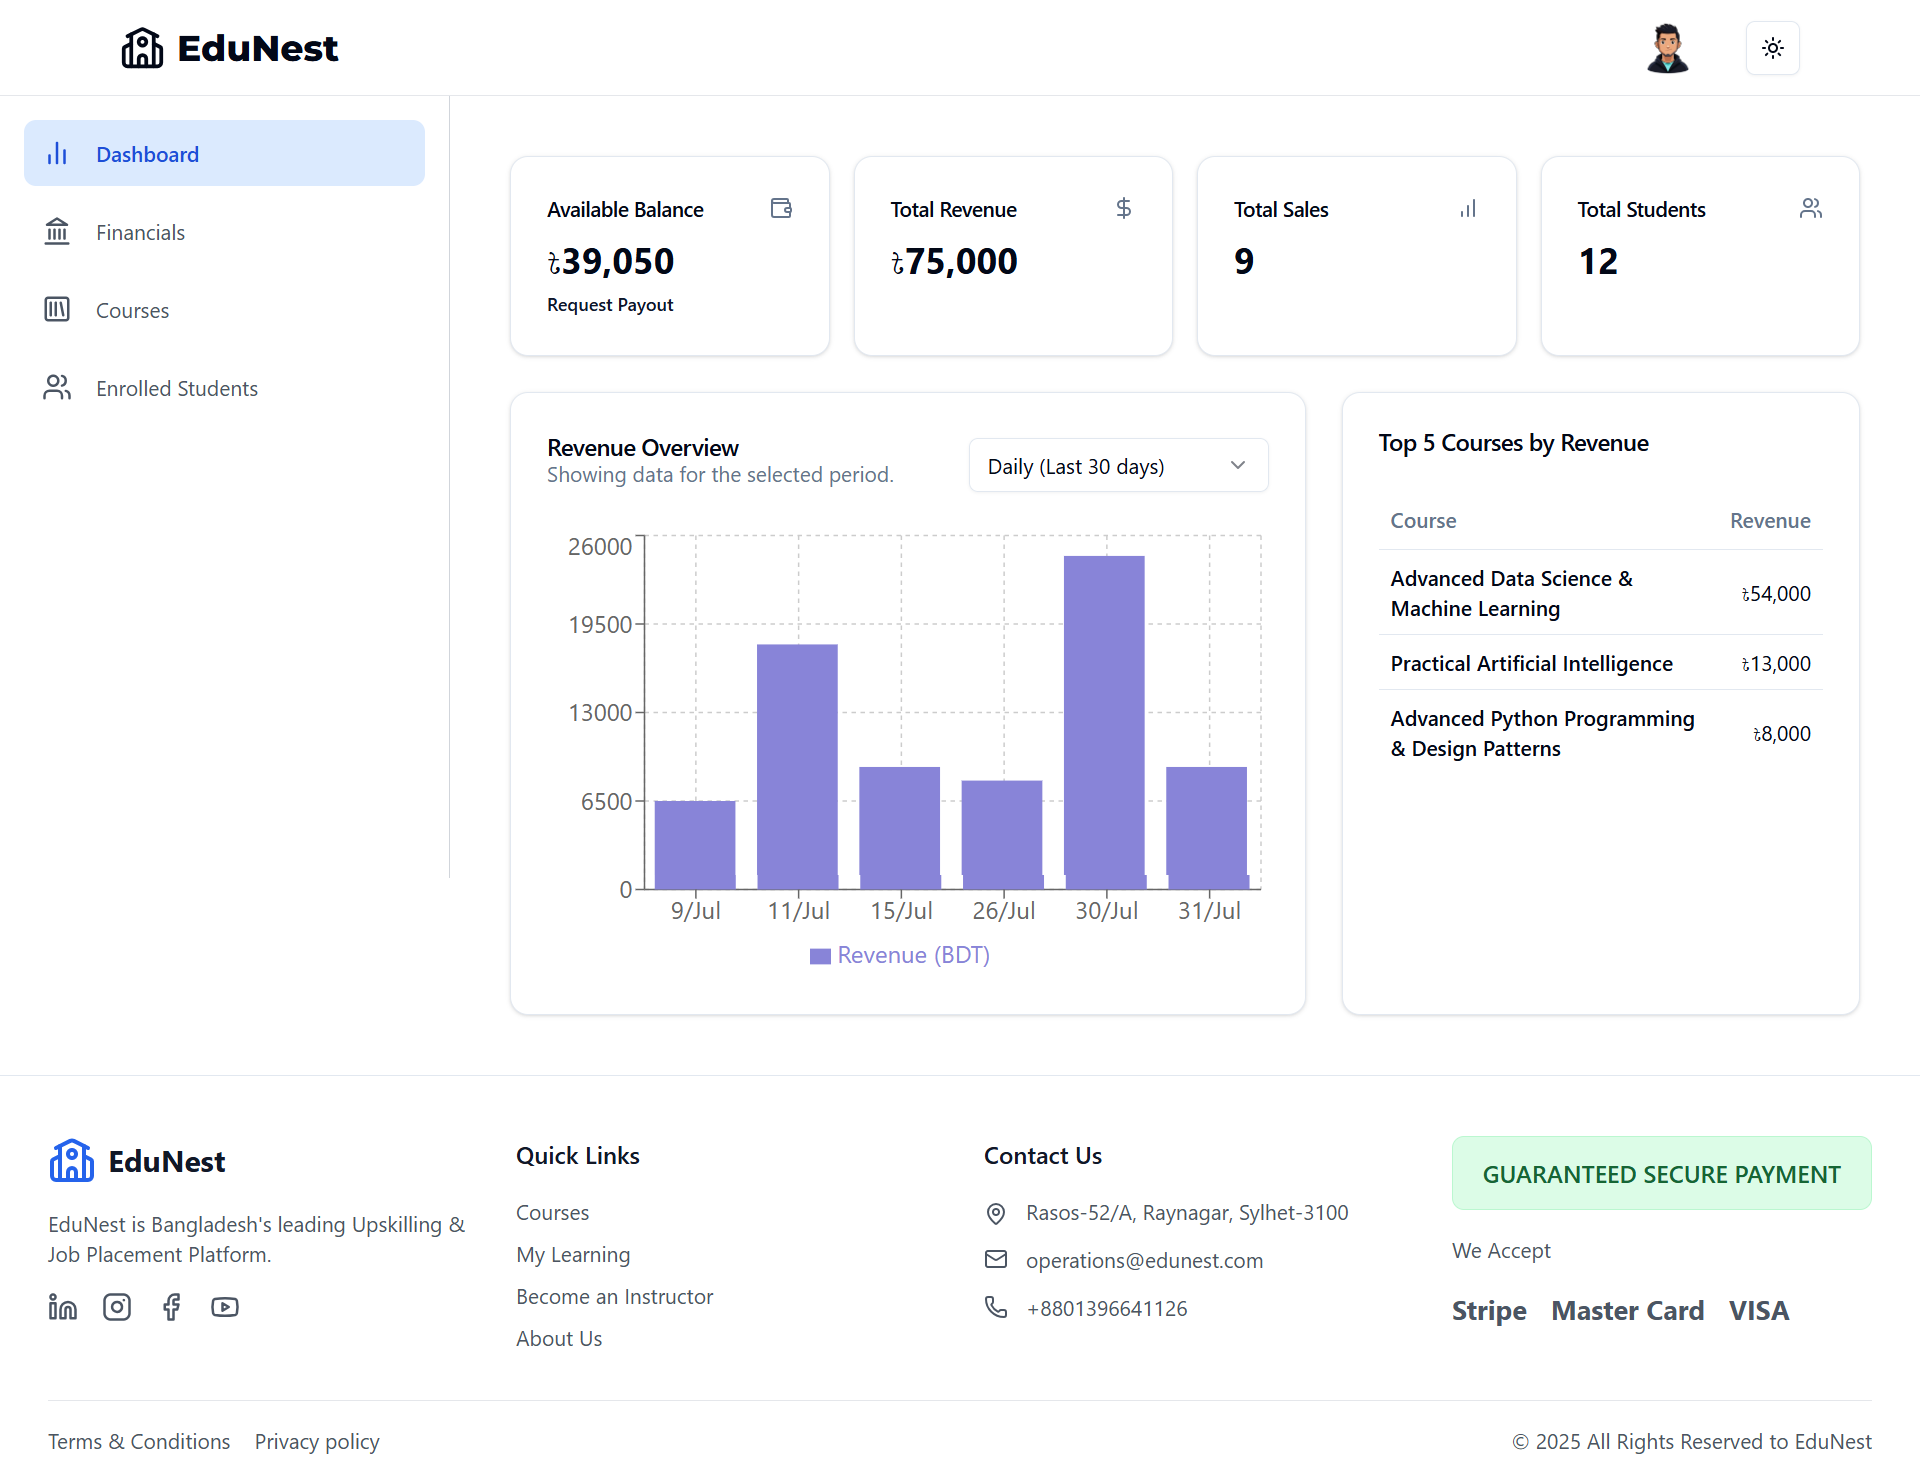 EduNest
Dashboard
Financials
Courses
Enrolled Students
Available Balance
৳39,050
Request Payout
Total Revenue
৳75,000
Total Sales
9
Total Students
12
Revenue Overview
Showing data for the selected period.
Daily (Last 30 days)
26000
19500
13000
6500
0
9/Jul
11/Jul
15/Jul
26/Jul
30/Jul
31/Jul
Revenue (BDT)
Top 5 Courses by Revenue
Course Revenue
Advanced Data Science &
Machine Learning
৳54,000
Practical Artificial Intelligence ৳13,000
Advanced Python Programming
& Design Patterns
৳8,000
EduNest
EduNest is Bangladesh's leading Upskilling &
Job Placement Platform.
Quick Links
Courses
My Learning
Become an Instructor
About Us
Contact Us
Rasos-52/A, Raynagar, Sylhet-3100
operations@edunest.com
+8801396641126
GUARANTEED SECURE PAYMENT
We Accept
Stripe Master Card VISA
Terms & Conditions Privacy policy
© 2025 All Rights Reserved to EduNest